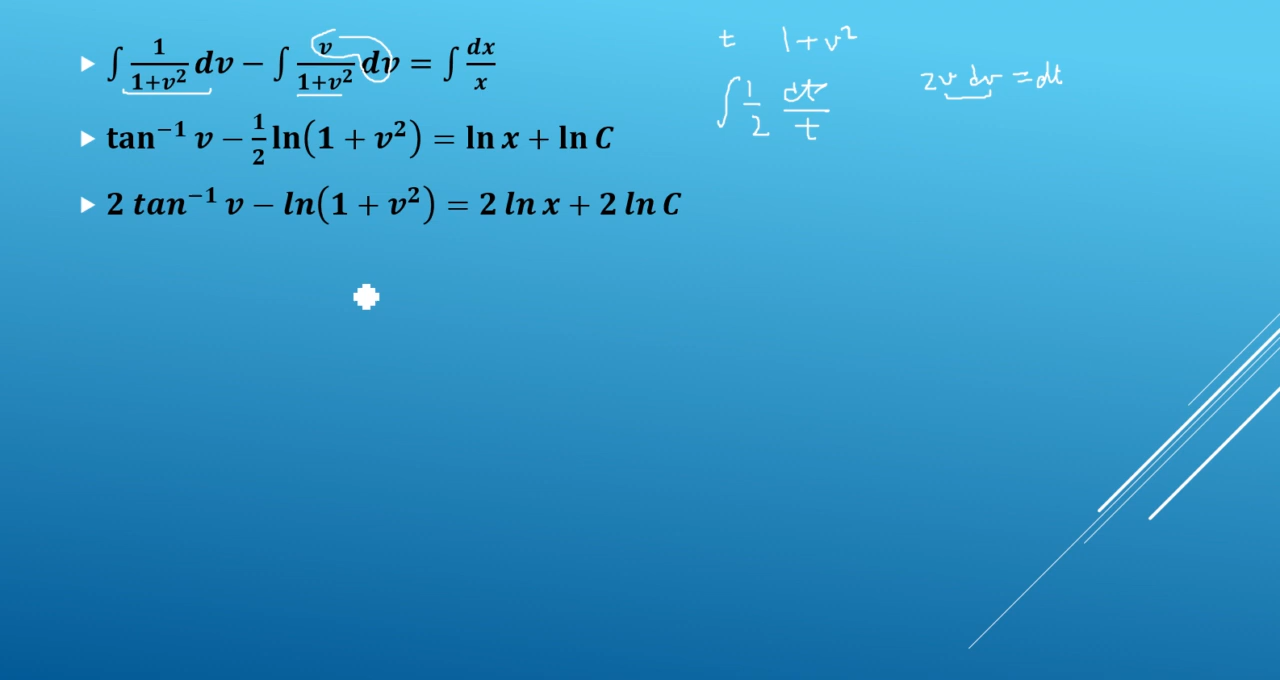 ∫ 1/(1+v²) dv − ∫ v/(1+v²) dv = ∫ dx/x
tan⁻¹ v − 1/2 ln(1 + v²) = ln x + ln C
2 tan⁻¹ v − ln(1 + v²) = 2 ln x + 2 ln C
t 1+v²
2v dv = dt
∫ 1/2 dt/t